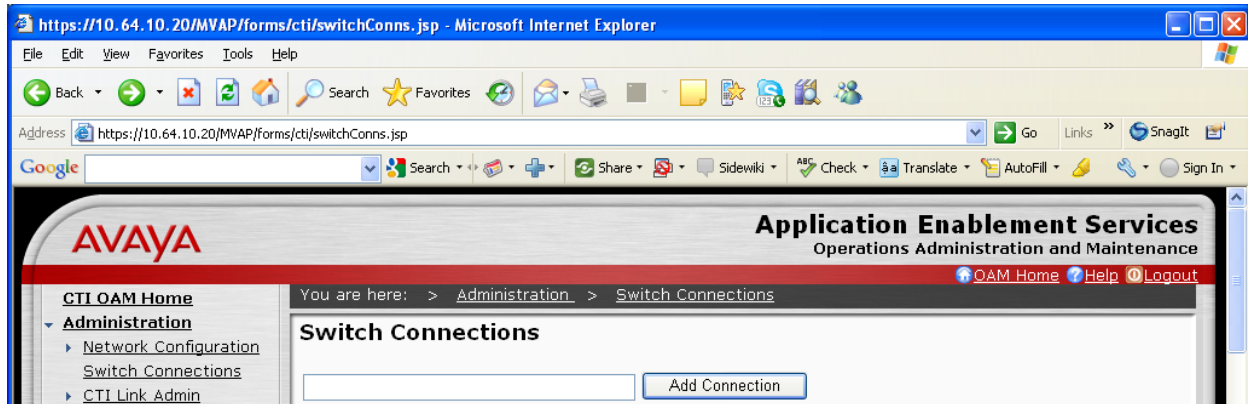 https://10.64.10.20/MVAP/forms/cti/switchConns.jsp - Microsoft Internet Explorer
File Edit View Favorites Tools Help
Back Search Favorites
Address https://10.64.10.20/MVAP/forms/cti/switchConns.jsp Go Links » SnagIt
Google Search Share Sidewiki ABC Check Translate AutoFill Sign In
AVAYA
Application Enablement Services
Operations Administration and Maintenance
OAM Home Help Logout
CTI OAM Home
You are here: > Administration > Switch Connections
Administration
Network Configuration
Switch Connections
CTI Link Admin
Switch Connections
Add Connection